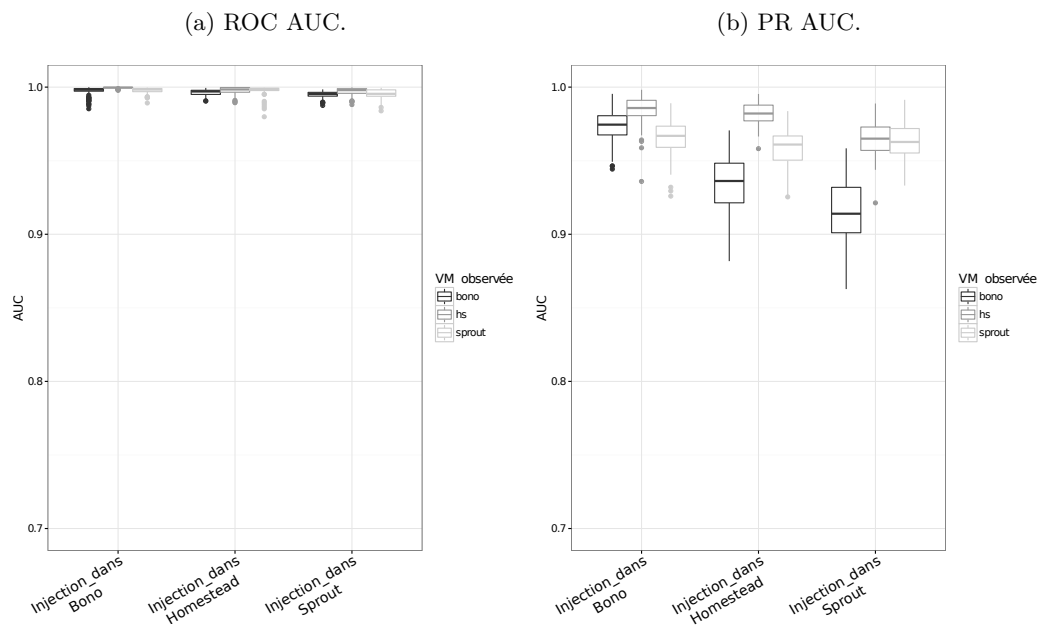 (a) ROC AUC.
1.0
0.9
0.8
0.7
AUC
Injection_dans
Bono
Injection_dans
Homestead
Injection_dans
Sprout
VM observée
bono
hs
sprout
(b) PR AUC.
1.0
0.9
0.8
0.7
AUC
Injection_dans
Bono
Injection_dans
Homestead
Injection_dans
Sprout
VM observée
bono
hs
sprout